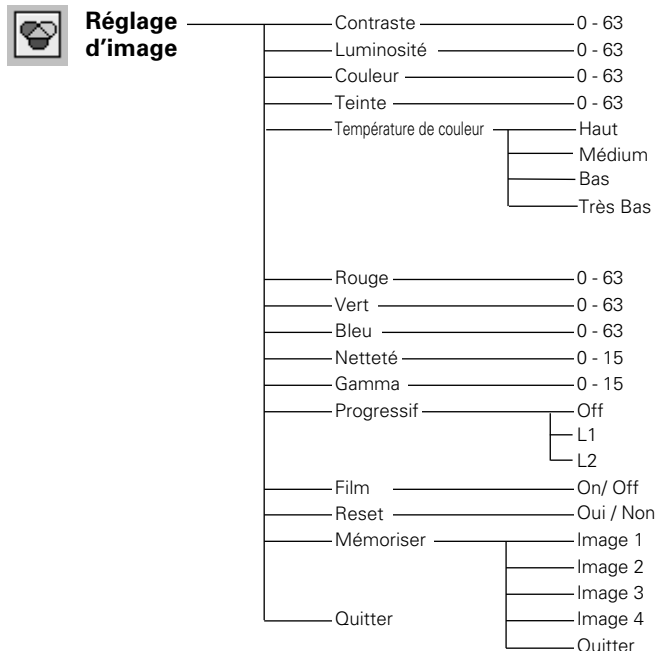 Réglage
d’image
Contraste 0 - 63
Luminosité 0 - 63
Couleur 0 - 63
Teinte 0 - 63
Température de couleur Haut
Médium
Bas
Très Bas
Rouge 0 - 63
Vert 0 - 63
Bleu 0 - 63
Netteté 0 - 15
Gamma 0 - 15
Progressif Off
L1
L2
Film On/ Off
Reset Oui / Non
Mémoriser Image 1
Image 2
Image 3
Quitter Image 4
Quitter